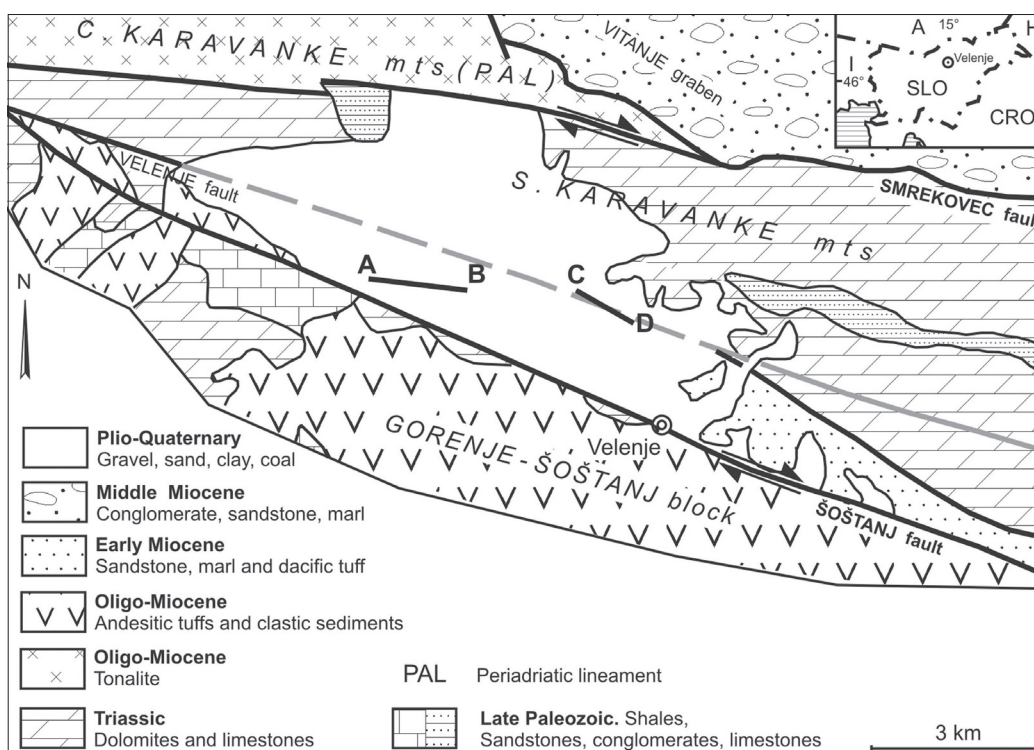 C. KARAVANKE mts (PAL)
VITANJE graben
A 15° H
Velenje
I
46°
SLO
CRO
VELENJE fault
S. KARAVANKE mts
SMREKOVEC fault
A B
C
D
N
GORENJE-ŠOŠTANJ block
Velenje
ŠOŠTANJ fault
Plio-Quaternary
Gravel, sand, clay, coal
Middle Miocene
Conglomerate, sandstone, marl
Early Miocene
Sandstone, marl and dacific tuff
Oligo-Miocene
Andesitic tuffs and clastic sediments
Oligo-Miocene
Tonalite
Triassic
Dolomites and limestones
PAL Periadriatic lineament
Late Paleozoic. Shales,
Sandstones, conglomerates, limestones
3 km